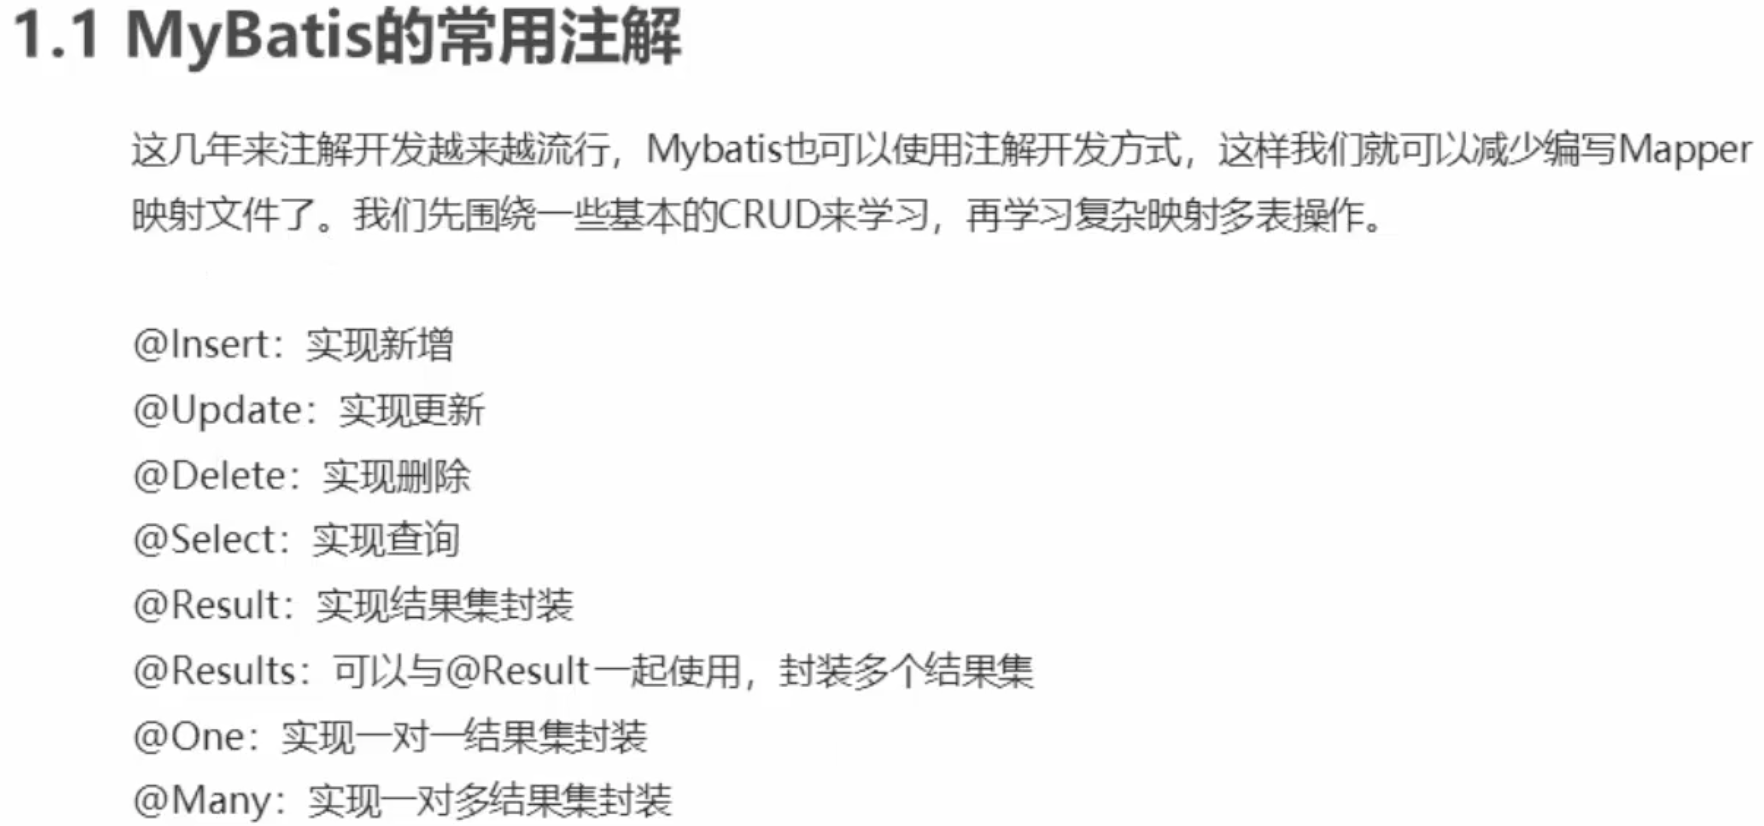 1.1 MyBatis的常用注解
这几年来注解开发越来越流行，Mybatis也可以使用注解开发方式，这样我们就可以减少编写Mapper
映射文件了。我们先围绕一些基本的CRUD来学习，再学习复杂映射多表操作。
@Insert：实现新增
@Update：实现更新
@Delete：实现删除
@Select：实现查询
@Result：实现结果集封装
@Results：可以与@Result一起使用，封装多个结果集
@One：实现一对一结果集封装
@Many：实现一对多结果集封装